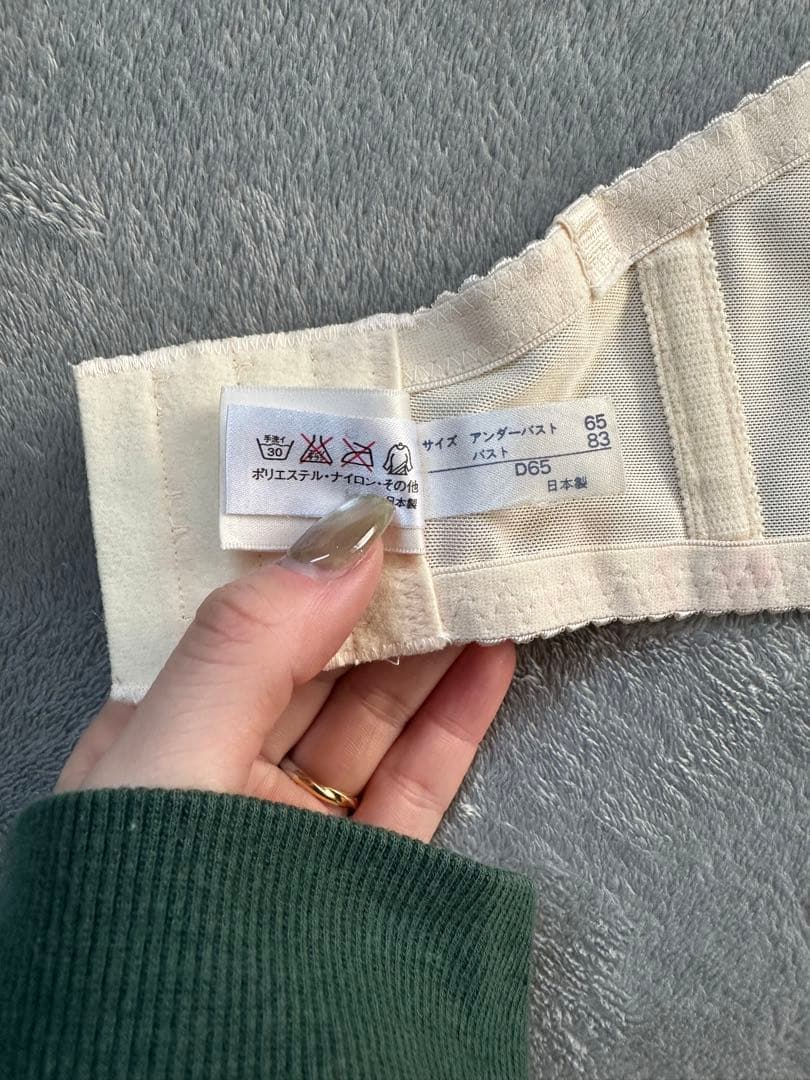 手洗イ
30
ポリエステル・ナイロン・その他
日本製
サイズ アンダーバスト 65
バスト 83
D65
日本製